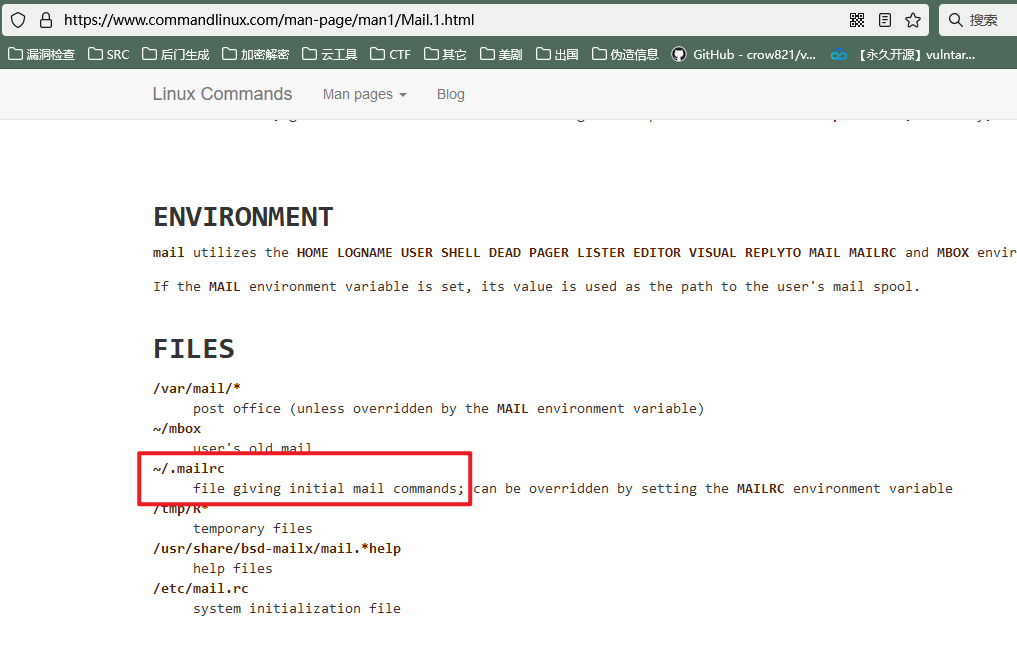 https://www.commandlinux.com/man-page/man1/Mail.1.html
搜索
漏洞检查 SRC 后门生成 加密解密 云工具 CTF 其它 美剧 出国 伪造信息 GitHub - crow821/v... 【永久开源】vulntar...
Linux Commands Man pages Blog
ENVIRONMENT
mail utilizes the HOME LOGNAME USER SHELL DEAD PAGER LISTER EDITOR VISUAL REPLYTO MAIL MAILRC and MBOX envir
If the MAIL environment variable is set, its value is used as the path to the user's mail spool.
FILES
/var/mail/*
post office (unless overridden by the MAIL environment variable)
~/mbox
user's old mail
~/.mailrc
file giving initial mail commands; can be overridden by setting the MAILRC environment variable
/tmp/R*
temporary files
/usr/share/bsd-mailx/mail.*help
help files
/etc/mail.rc
system initialization file